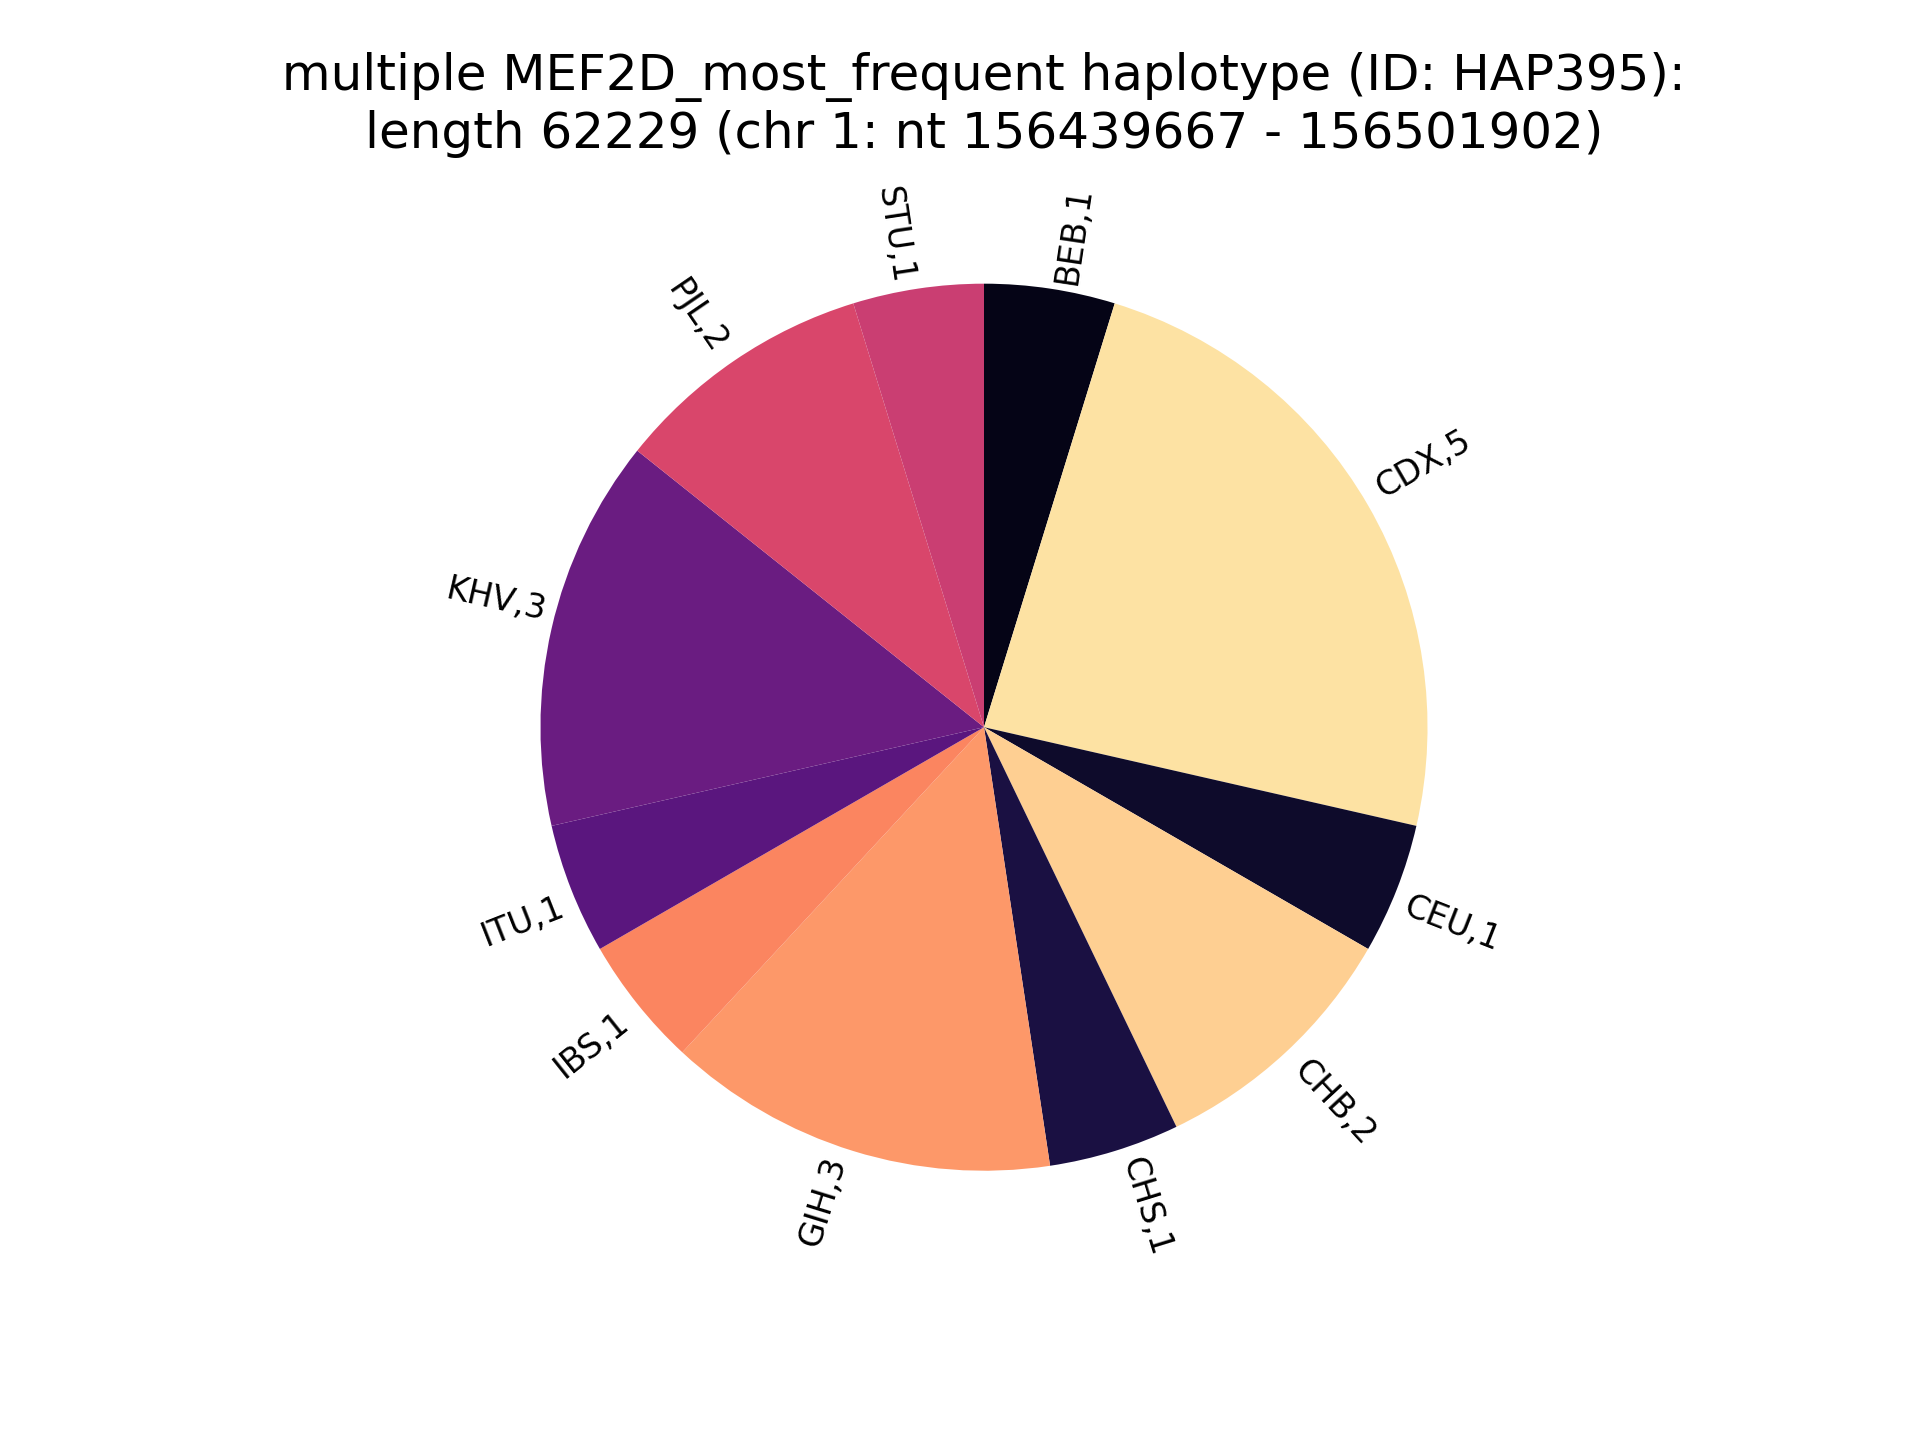 multiple MEF2D_most_frequent haplotype (ID: HAP395):
length 62229 (chr 1: nt 156439667 - 156501902)
BEB,1
CDX,5
CEU,1
CHB,2
CHS,1
GIH,3
IBS,1
ITU,1
KHV,3
PJL,2
STU,1